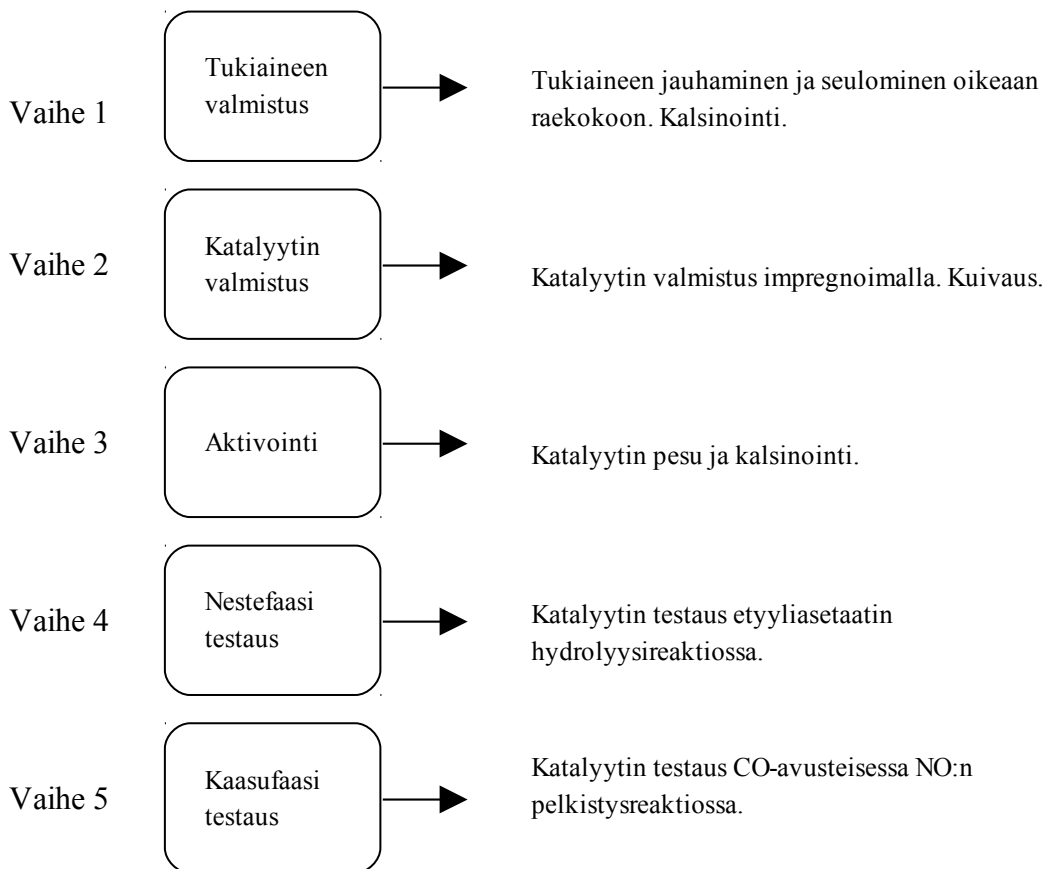 Vaihe 1
Tukiaineen
valmistus
Tukiaineen jauhaminen ja seulominen oikeaan
raekokoon. Kalsinointi.
Vaihe 2
Katalyytin
valmistus
Katalyytin valmistus impregnoimalla. Kuivaus.
Vaihe 3
Aktivointi
Katalyytin pesu ja kalsinointi.
Vaihe 4
Nestefaasi
testaus
Katalyytin testaus etyyliasetaatin
hydrolyysireaktiossa.
Vaihe 5
Kaasufaasi
testaus
Katalyytin testaus CO-avusteisessa NO:n
pelkistysreaktiossa.